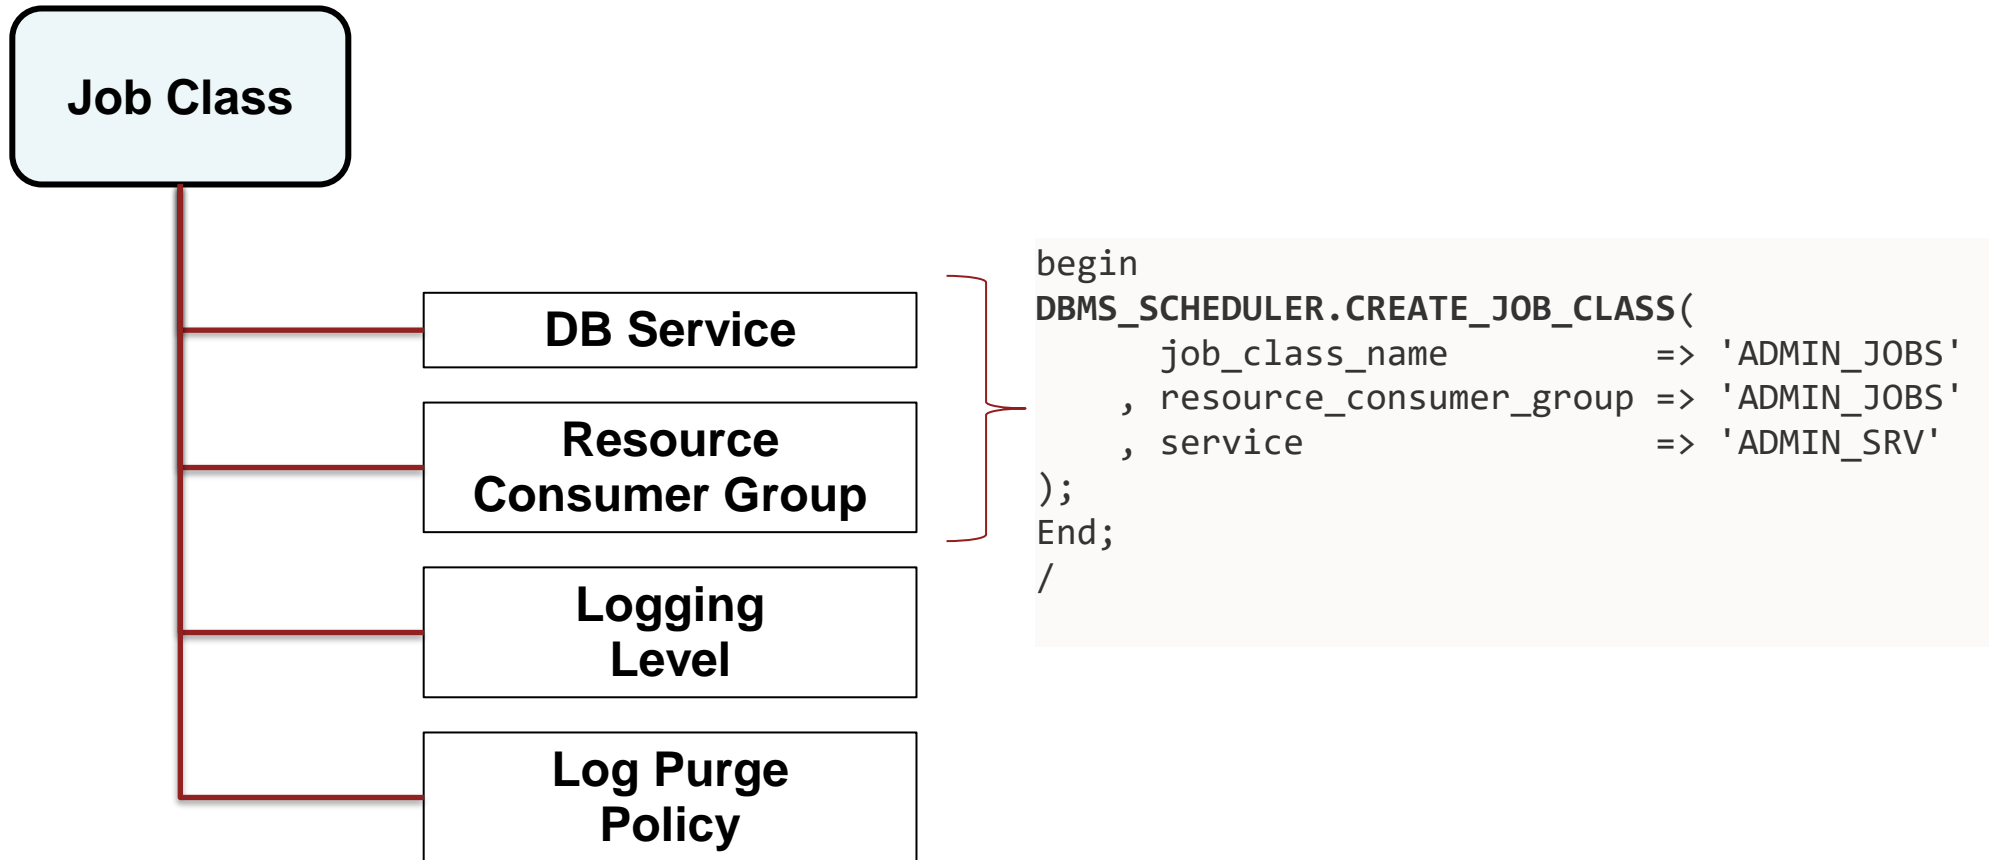 Job Class
DB Service
Resource
Consumer Group
Logging
Level
Log Purge
Policy
begin
DBMS_SCHEDULER.CREATE_JOB_CLASS(
      job_class_name          => 'ADMIN_JOBS'
    , resource_consumer_group => 'ADMIN_JOBS'
    , service                 => 'ADMIN_SRV'
);
End;
/